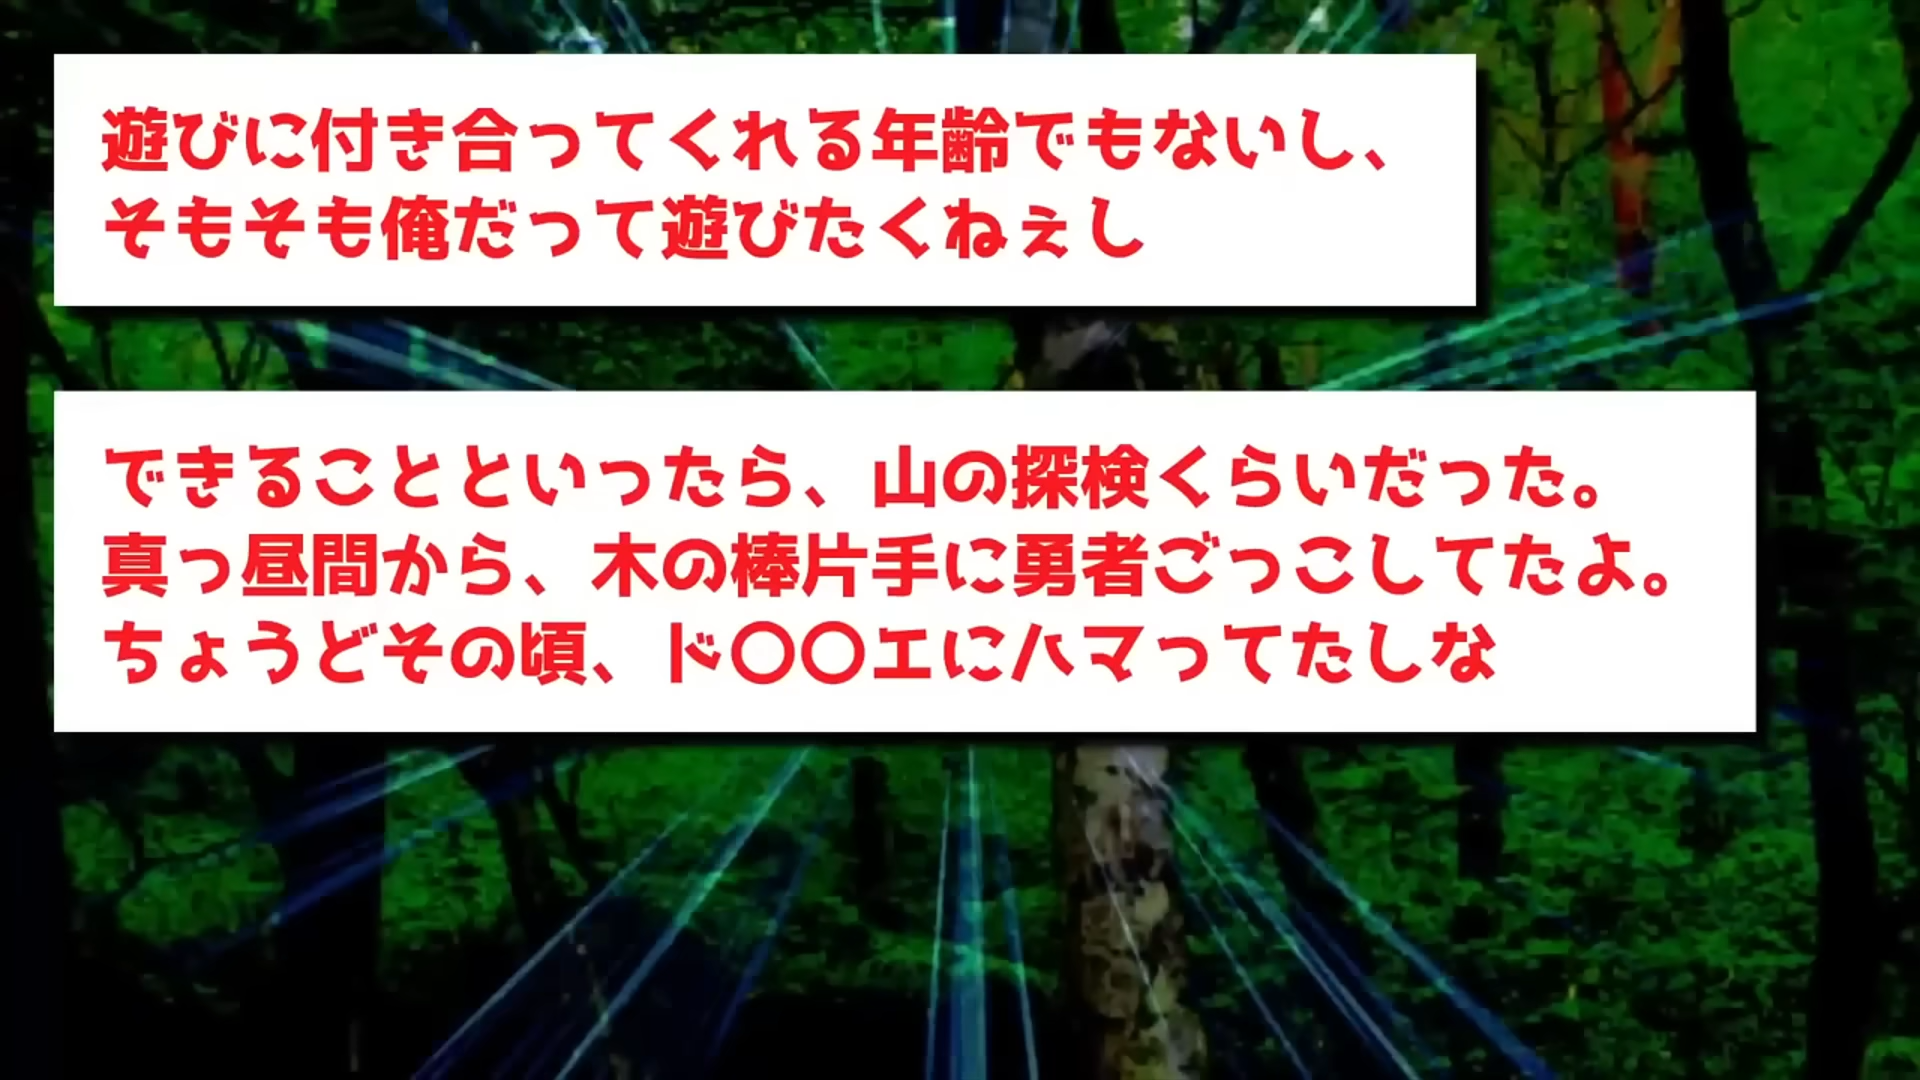 遊びに付き合ってくれる年齢でもないし、
そもそも俺だって遊びたくねぇし
できることといったら、山の探検くらいだった。
真っ昼間から、木の棒片手に勇者ごっこしてたよ。
ちょうどその頃、ド〇〇エにハマってたしな